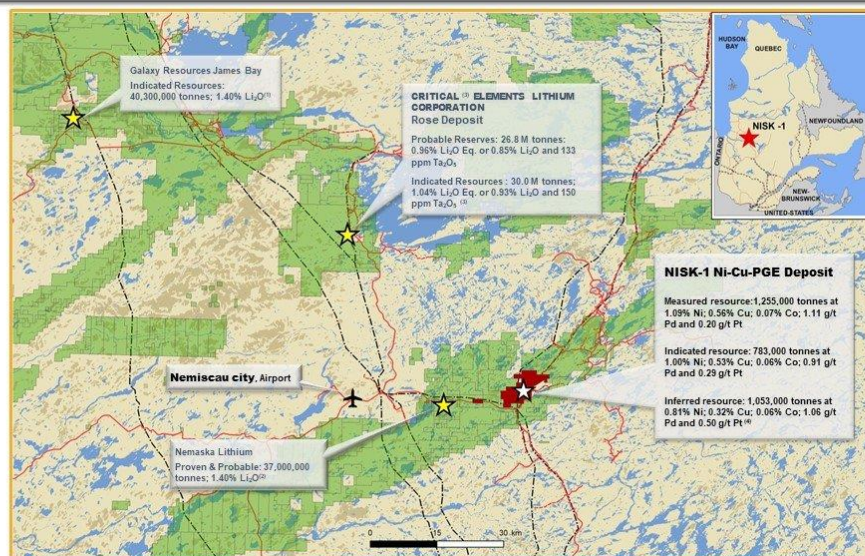 Galaxy Resources James Bay
Indicated Resources:
40,300,000 tonnes; 1.40% Li₂O⁽¹⁾
CRITICAL ⁽³⁾ ELEMENTS LITHIUM
CORPORATION
Rose Deposit
Probable Reserves: 26.8 M tonnes:
0.96% Li₂O Eq. or 0.85% Li₂O and 133
ppm Ta₂O₅
Indicated Resources : 30.0 M tonnes;
1.04% Li₂O Eq. or 0.93% Li₂O and 150
ppm Ta₂O₅ ⁽³⁾
HUDSON
BAY
QUEBEC
NISK -1
NEWFOUNDLAND
ONTARIO
NEW-
BRUNSWICK
UNITED-STATES
NISK-1 Ni-Cu-PGE Deposit
Measured resource:1,255,000 tonnes at
1.09% Ni; 0.56% Cu; 0.07% Co; 1.11 g/t
Pd and 0.20 g/t Pt
Indicated resource: 783,000 tonnes at
1.00% Ni; 0.53% Cu; 0.06% Co; 0.91 g/t
Pd and 0.29 g/t Pt
Inferred resource: 1,053,000 tonnes at
0.81% Ni; 0.32% Cu; 0.06% Co; 1.06 g/t
Pd and 0.50 g/t Pt⁽⁴⁾
Nemiscau city, Airport
Nemaska Lithium
Proven & Probable: 37,000,000
tonnes; 1.40% Li₂O⁽²⁾
0 15 30 km